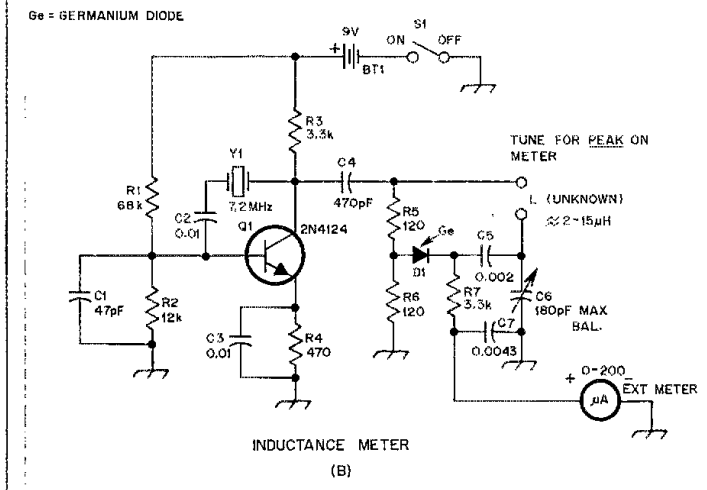 Ge = GERMANIUM DIODE
9V
S1
ON OFF
+
BT1
R3
3.3k
TUNE FOR PEAK ON
METER
Y1
C4
7.2MHz
470pF
L (UNKNOWN)
≈ 2-15μH
R1
68k
C2
0.01
Q1
2N4124
R5
120
Ge
D1
C5
0.002
R7
3.3k
C6
180pF MAX
BAL.
C1
47pF
R2
12k
R6
120
C7
0.0043
C3
0.01
R4
470
+ 0-200 -
EXT METER
μA
INDUCTANCE METER
(B)